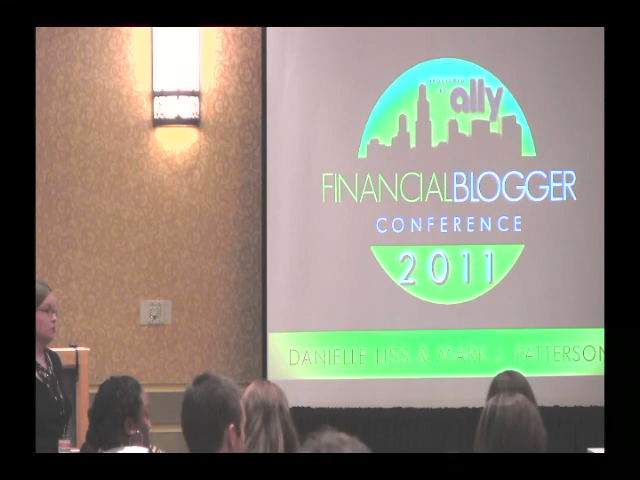 ally
FINANCIALBLOGGER
CONFERENCE
2011
DANIELLE LISS & MARK J PATTERSON